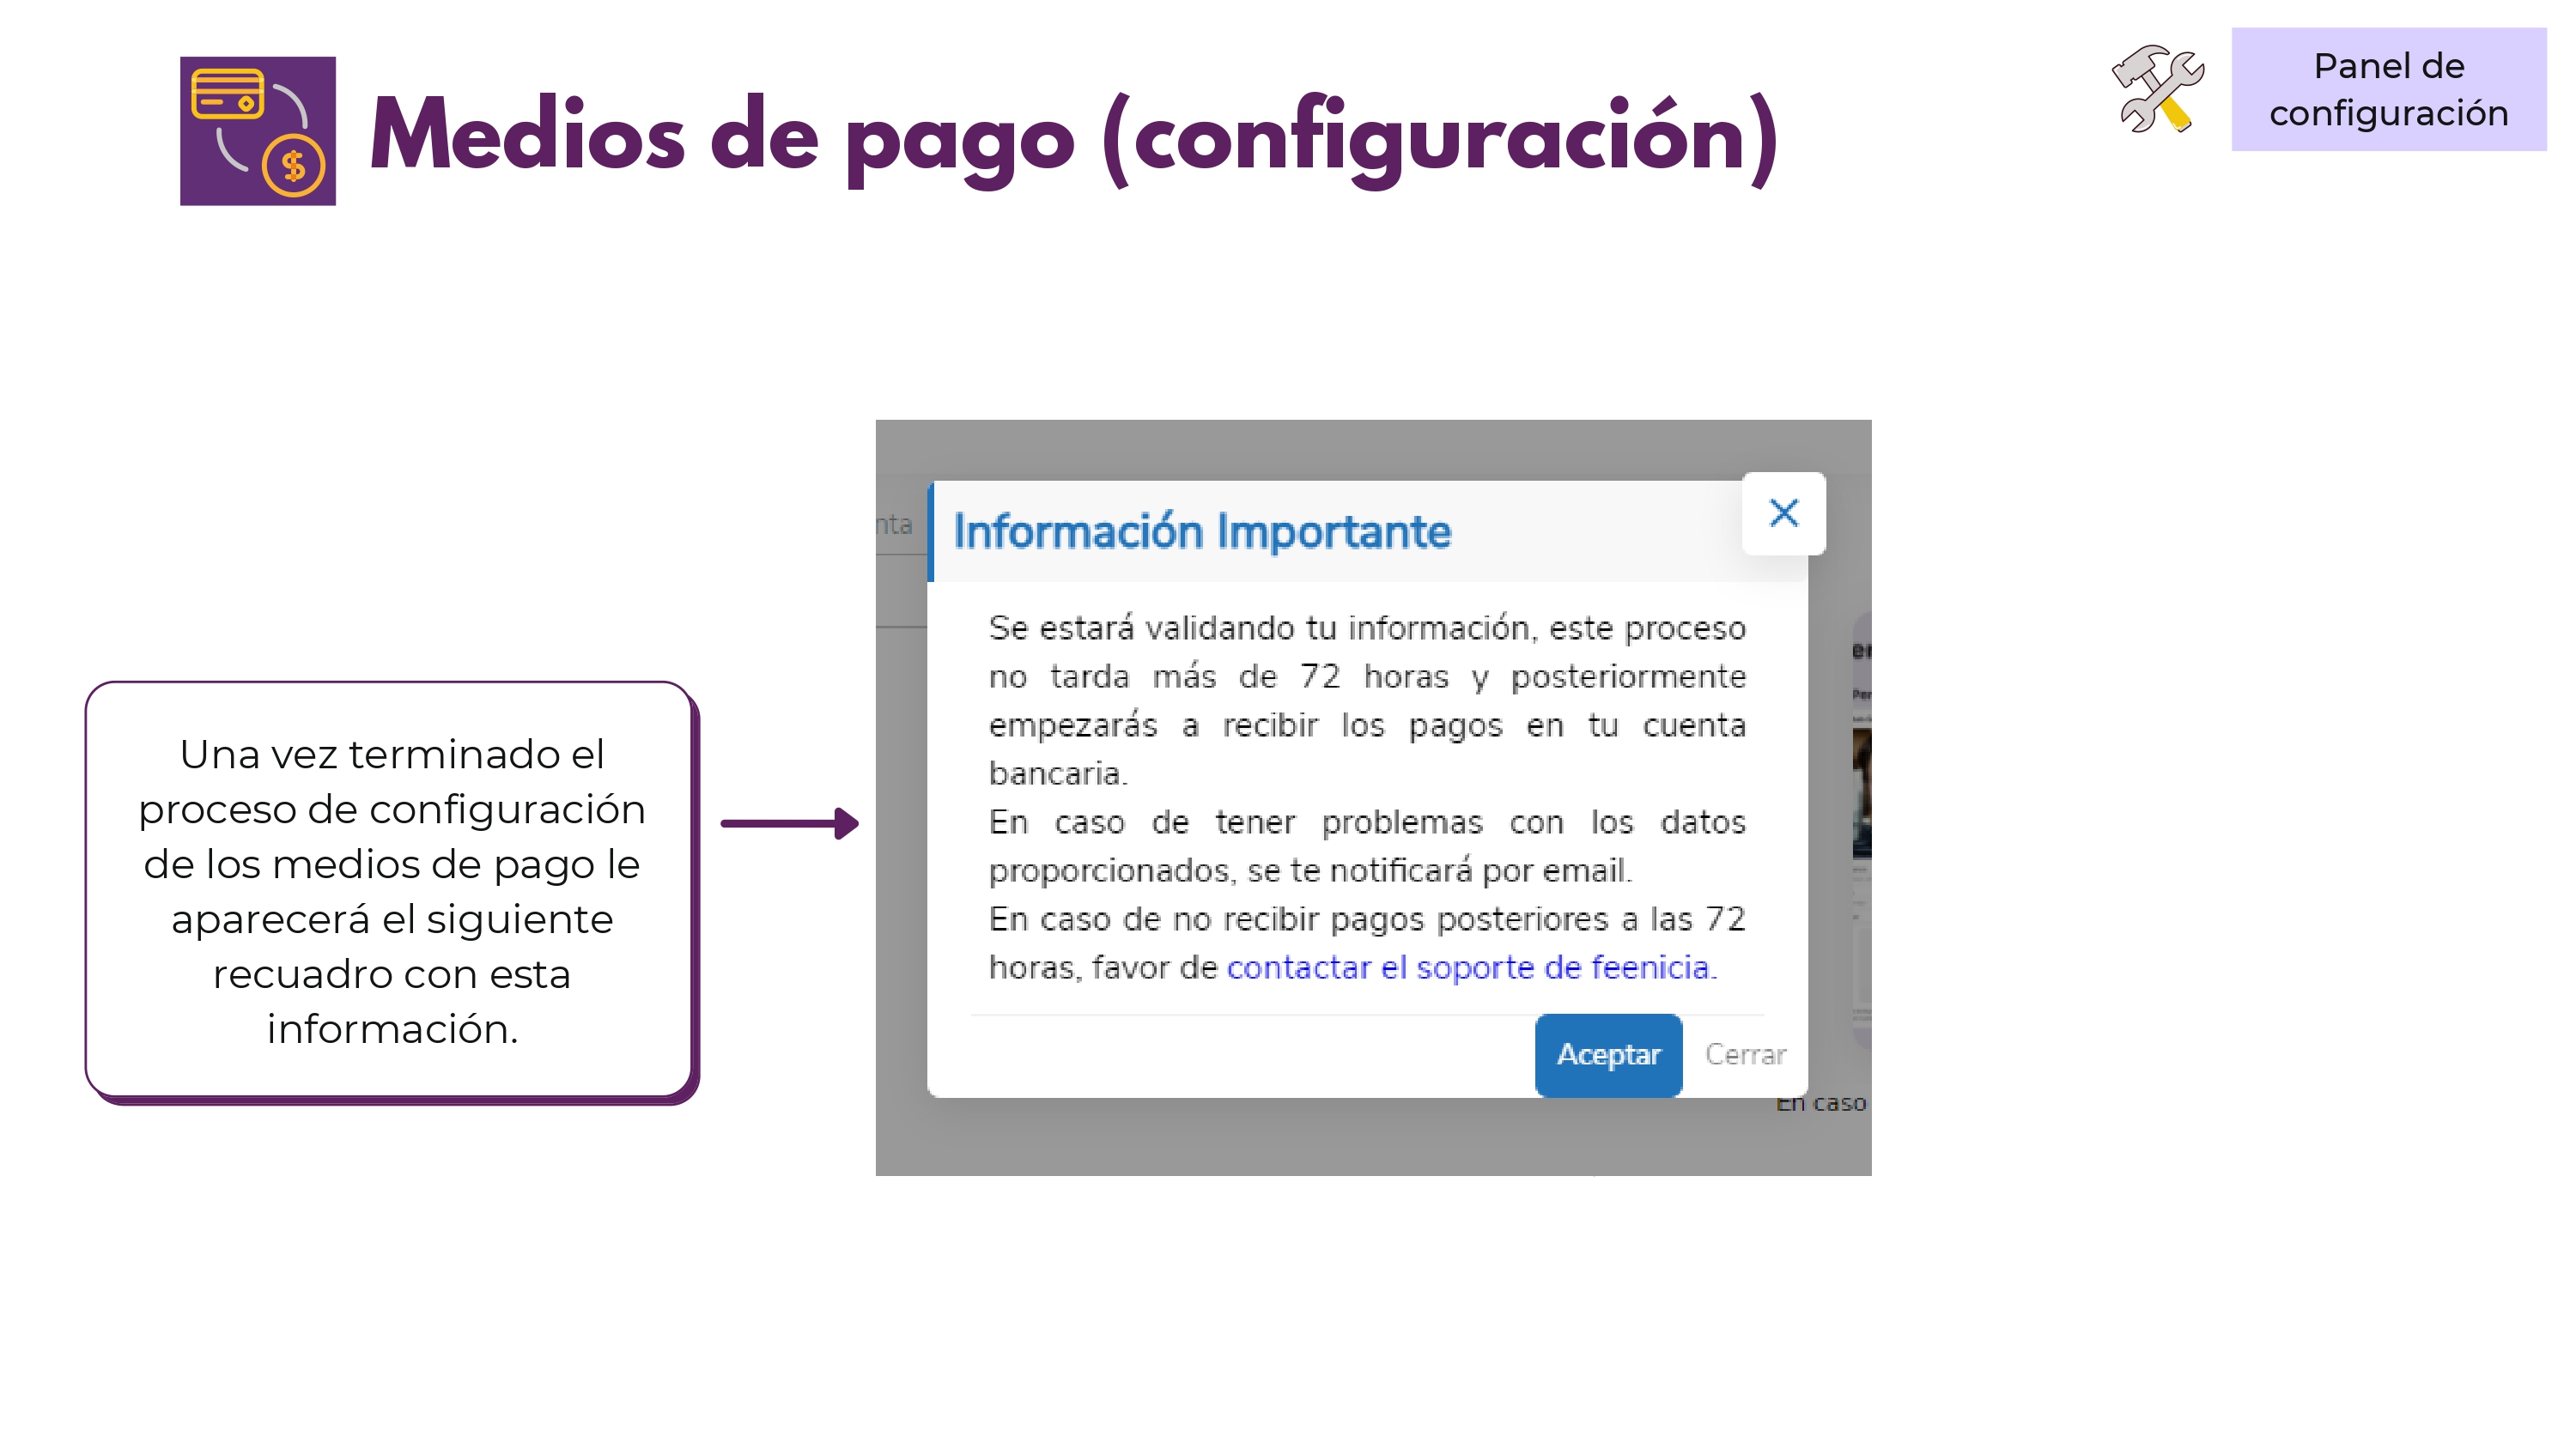 Medios de pago (configuración)
Panel de
configuración
Una vez terminado el
proceso de configuración
de los medios de pago le
aparecerá el siguiente
recuadro con esta
información.
nta
Información Importante
Se estará validando tu información, este proceso
no tarda más de 72 horas y posteriormente
empezarás a recibir los pagos en tu cuenta
bancaria.
En caso de tener problemas con los datos
proporcionados, se te notificará por email.
En caso de no recibir pagos posteriores a las 72
horas, favor de contactar el soporte de feenicia.
Aceptar Cerrar
En caso